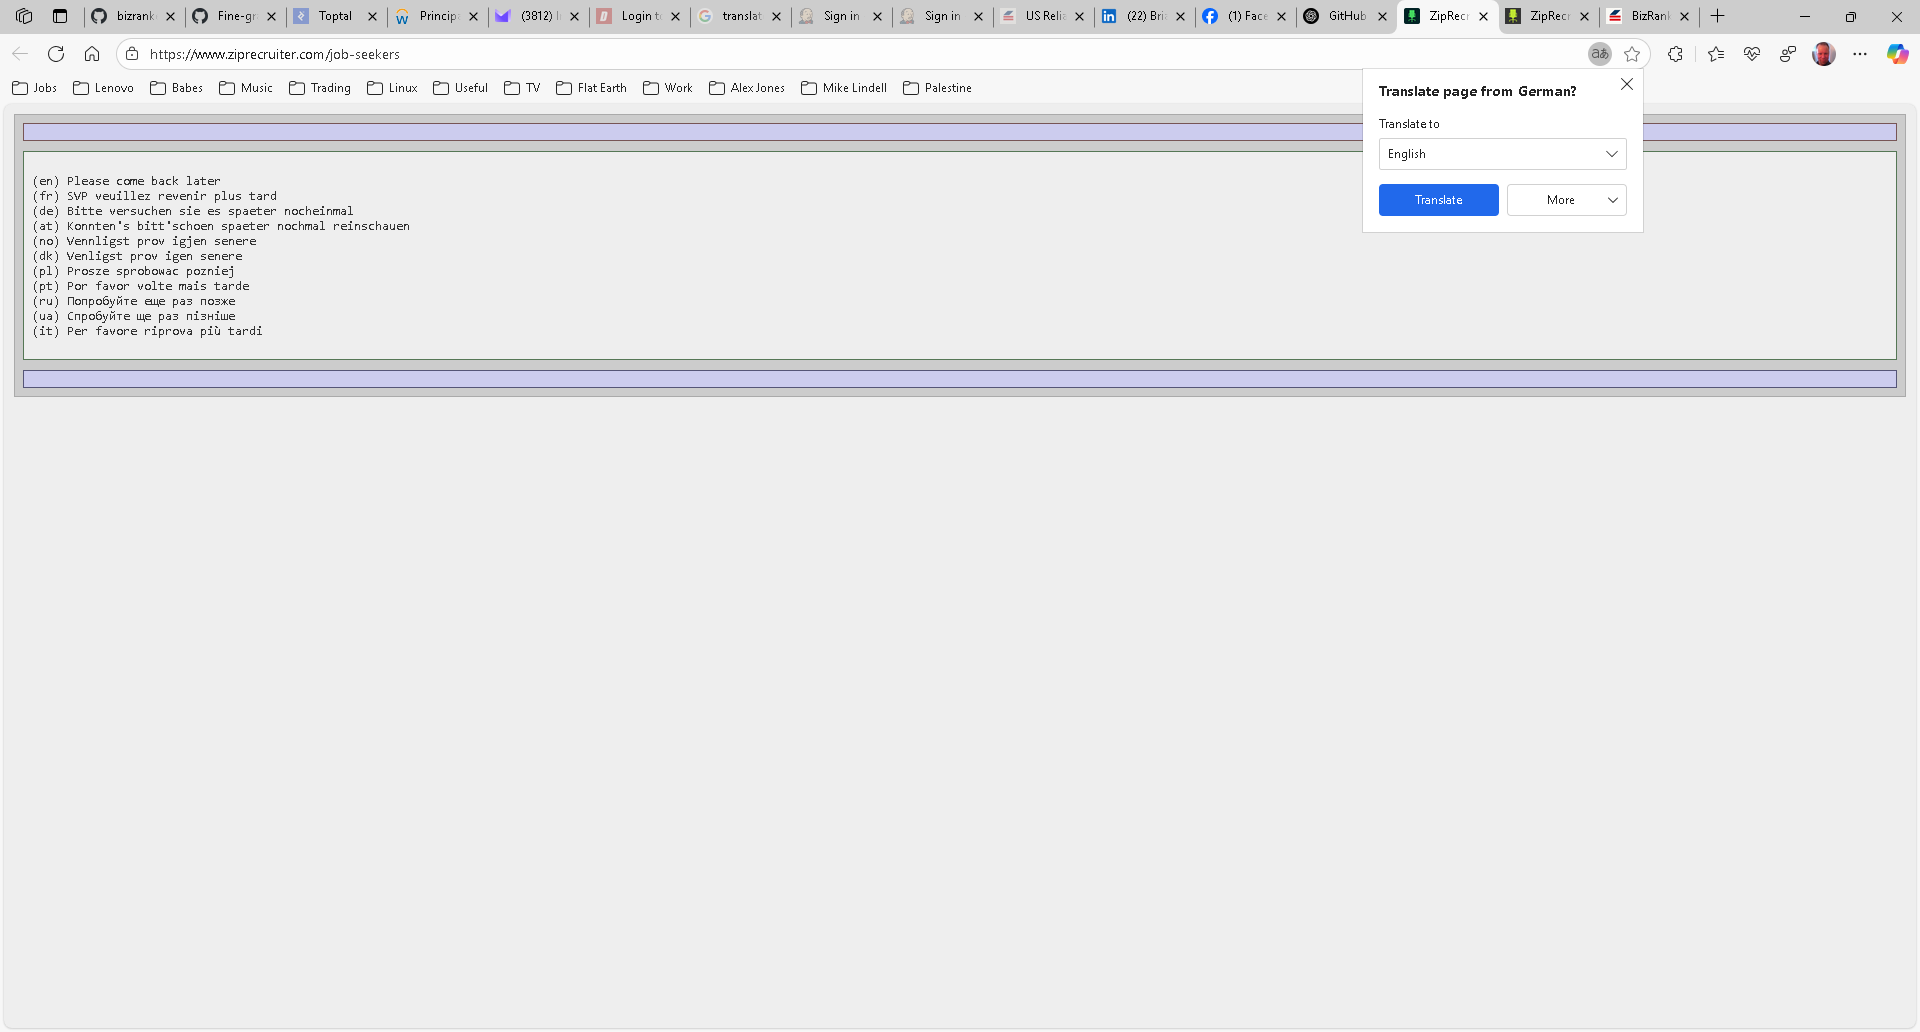 bizrank
Fine-gr
Toptal
Princip
(3812) I
Login t
translat
Sign in
Sign in
US Relia
(22) Bri
(1) Face
GitHub
ZipRecr
ZipRecr
BizRank
https://www.ziprecruiter.com/job-seekers
Jobs Lenovo Babes Music Trading Linux Useful TV Flat Earth Work Alex Jones Mike Lindell Palestine
Translate page from German?
Translate to
English
Translate More
(en) Please come back later
(fr) SVP veuillez revenir plus tard
(de) Bitte versuchen sie es spaeter nocheinmal
(at) Konnten's bitt'schoen spaeter nochmal reinschauen
(no) Vennligst prov igjen senere
(dk) Venligst prov igen senere
(pl) Prosze sprobowac pozniej
(pt) Por favor volte mais tarde
(ru) Попробуйте еще раз позже
(ua) Спробуйте ще раз пізніше
(it) Per favore riprova più tardi